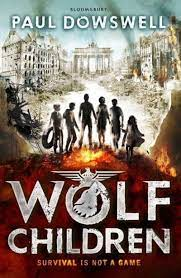 BLOOMSBURY
PAUL DOWSWELL
WOLF
CHILDREN
SURVIVAL IS NOT A GAME